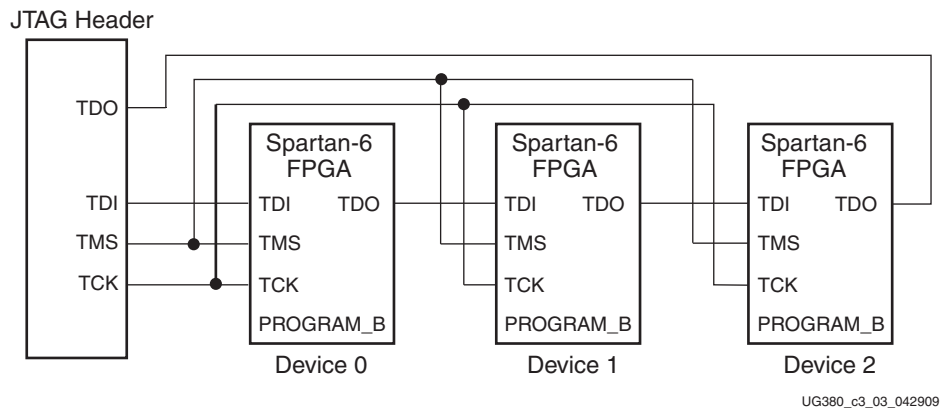 JTAG Header
TDO
TDI
TMS
TCK
Spartan-6
FPGA
TDI TDO
TMS
TCK
PROGRAM_B
Device 0
Spartan-6
FPGA
TDI TDO
TMS
TCK
PROGRAM_B
Device 1
Spartan-6
FPGA
TDI TDO
TMS
TCK
PROGRAM_B
Device 2
UG380_c3_03_042909